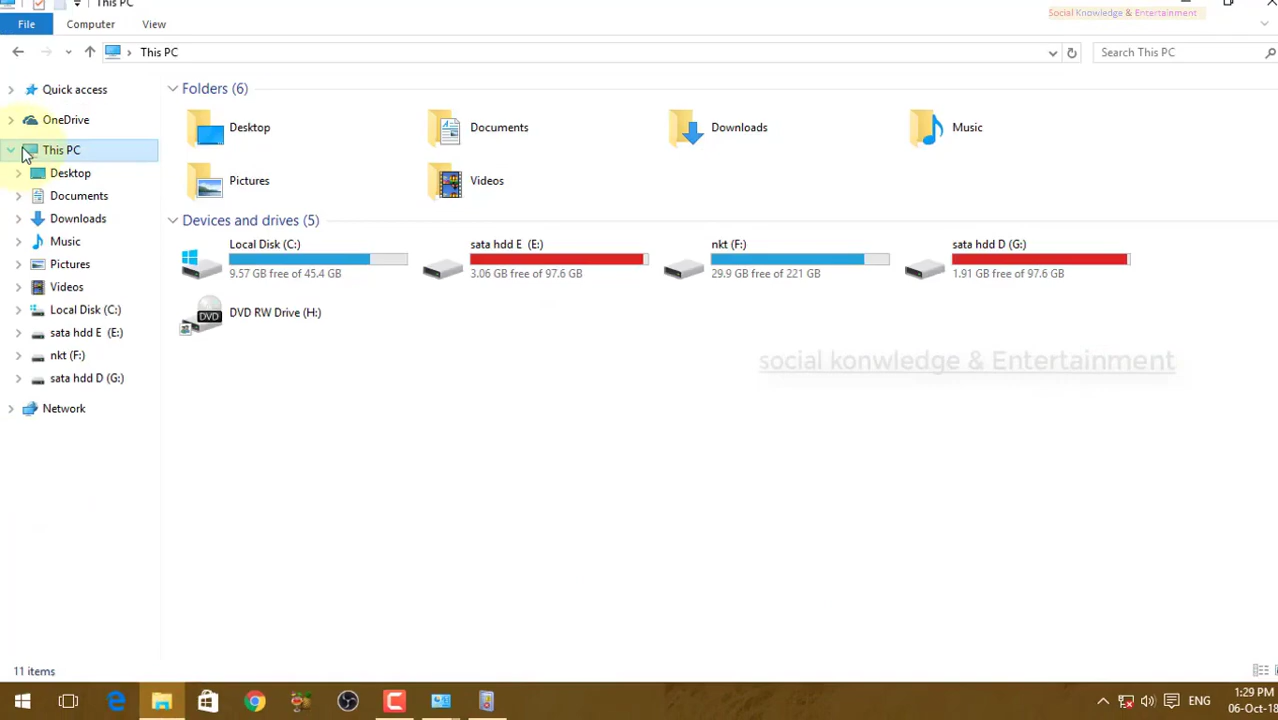 This PC
Social Knowledge & Entertainment
File Computer View
This PC
Search This PC
Quick access
OneDrive
This PC
Desktop
Documents
Downloads
Music
Pictures
Videos
Local Disk (C:)
sata hdd E (E:)
nkt (F:)
sata hdd D (G:)
Network
Folders (6)
Desktop
Documents
Downloads
Music
Pictures
Videos
Devices and drives (5)
Local Disk (C:)
9.57 GB free of 45.4 GB
sata hdd E (E:)
3.06 GB free of 97.6 GB
nkt (F:)
29.9 GB free of 221 GB
sata hdd D (G:)
1.91 GB free of 97.6 GB
DVD
DVD RW Drive (H:)
social konwledge & Entertainment
11 items
ENG
1:29 PM
06-Oct-18